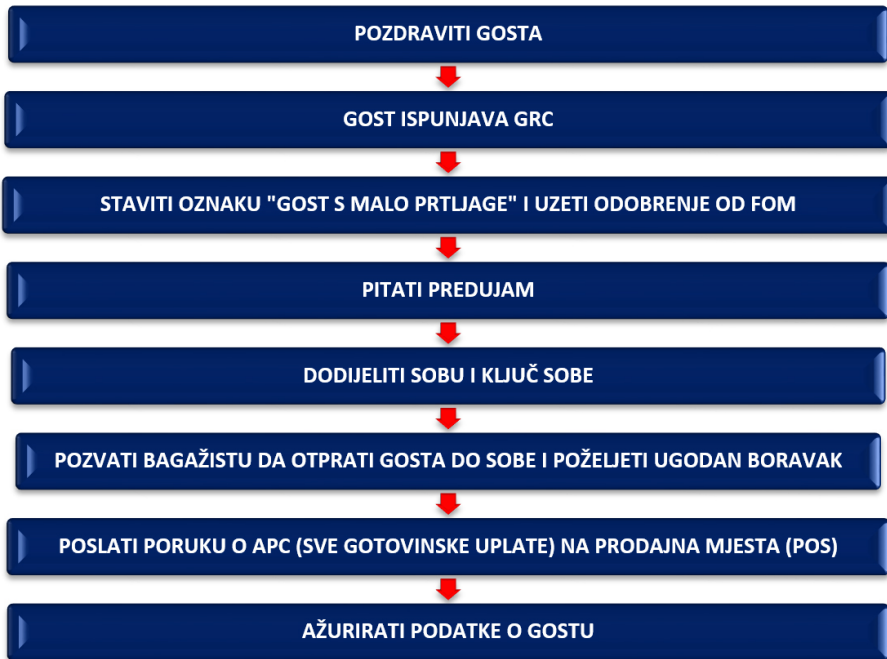 POZDRAVITI GOSTA
GOST ISPUNJAVA GRC
STAVITI OZNAKU "GOST S MALO PRTLJAGE" I UZETI ODOBRENJE OD FOM
PITATI PREDUJAM
DODIJELITI SOBU I KLJUČ SOBE
POZVATI BAGAŽISTU DA OTPRATI GOSTA DO SOBE I POŽELJETI UGODAN BORAVAK
POSLATI PORUKU O APC (SVE GOTOVINSKE UPLATE) NA PRODAJNA MJESTA (POS)
AŽURIRATI PODATKE O GOSTU